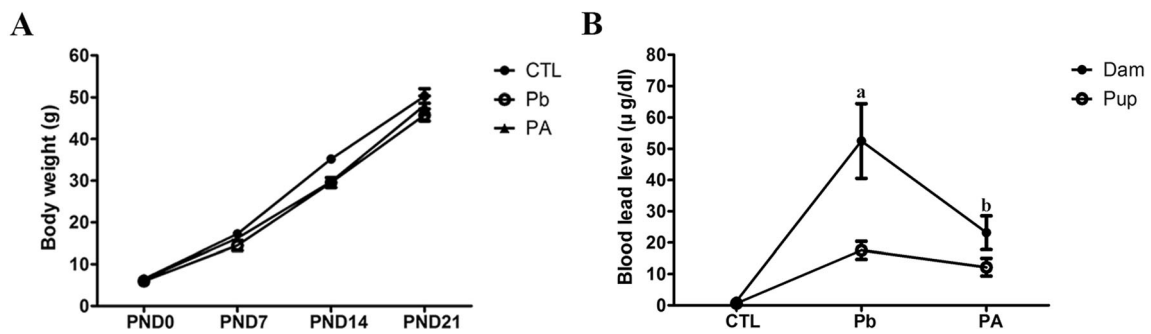 A
Body weight (g)
60
50
40
30
20
10
0
PND0 PND7 PND14 PND21
CTL
Pb
PA
B
Blood lead level (μ g/dl)
80
70
60
50
40
30
20
10
0
a
b
CTL Pb PA
Dam
Pup